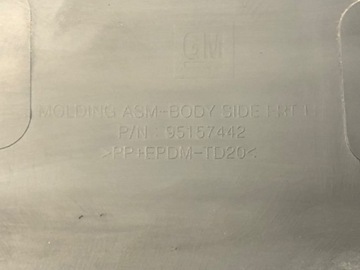 GM
MOLDING ASM-BODY SIDE FRT L
P/N : 95157442
>PP+EPDM-TD20<